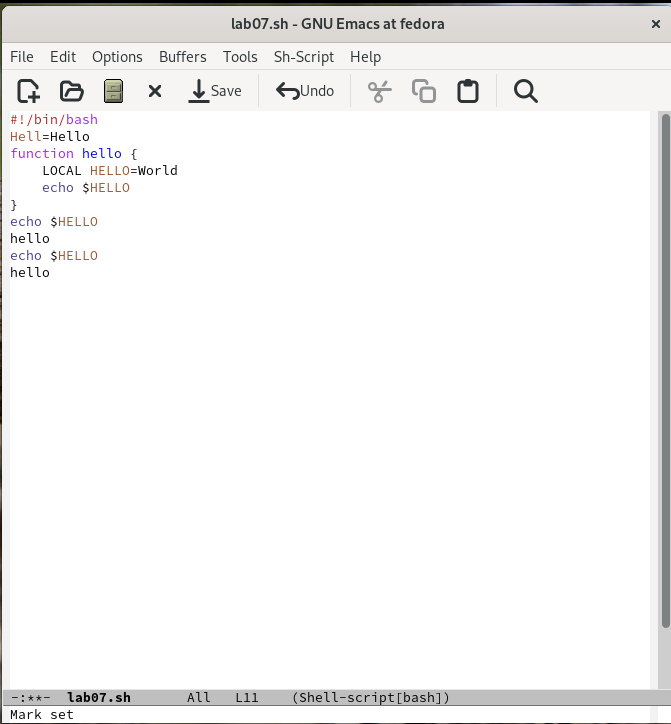 lab07.sh - GNU Emacs at fedora ×
File Edit Options Buffers Tools Sh-Script Help
Save Undo
#!/bin/bash
Hell=Hello
function hello {
    LOCAL HELLO=World
    echo $HELLO
}
echo $HELLO
hello
echo $HELLO
hello
-:**- lab07.sh All L11 (Shell-script[bash])
Mark set